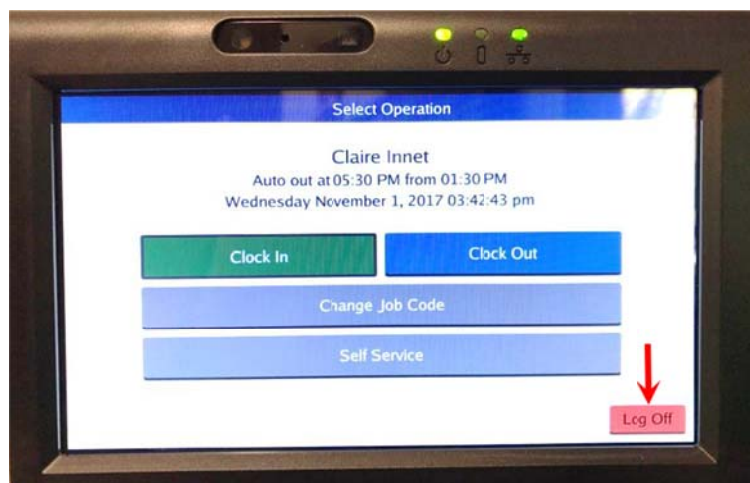 Select Operation
Claire Innet
Auto out at 05:30 PM from 01:30 PM
Wednesday November 1, 2017 03:42:43 pm
Clock In
Clock Out
Change Job Code
Self Service
Log Off